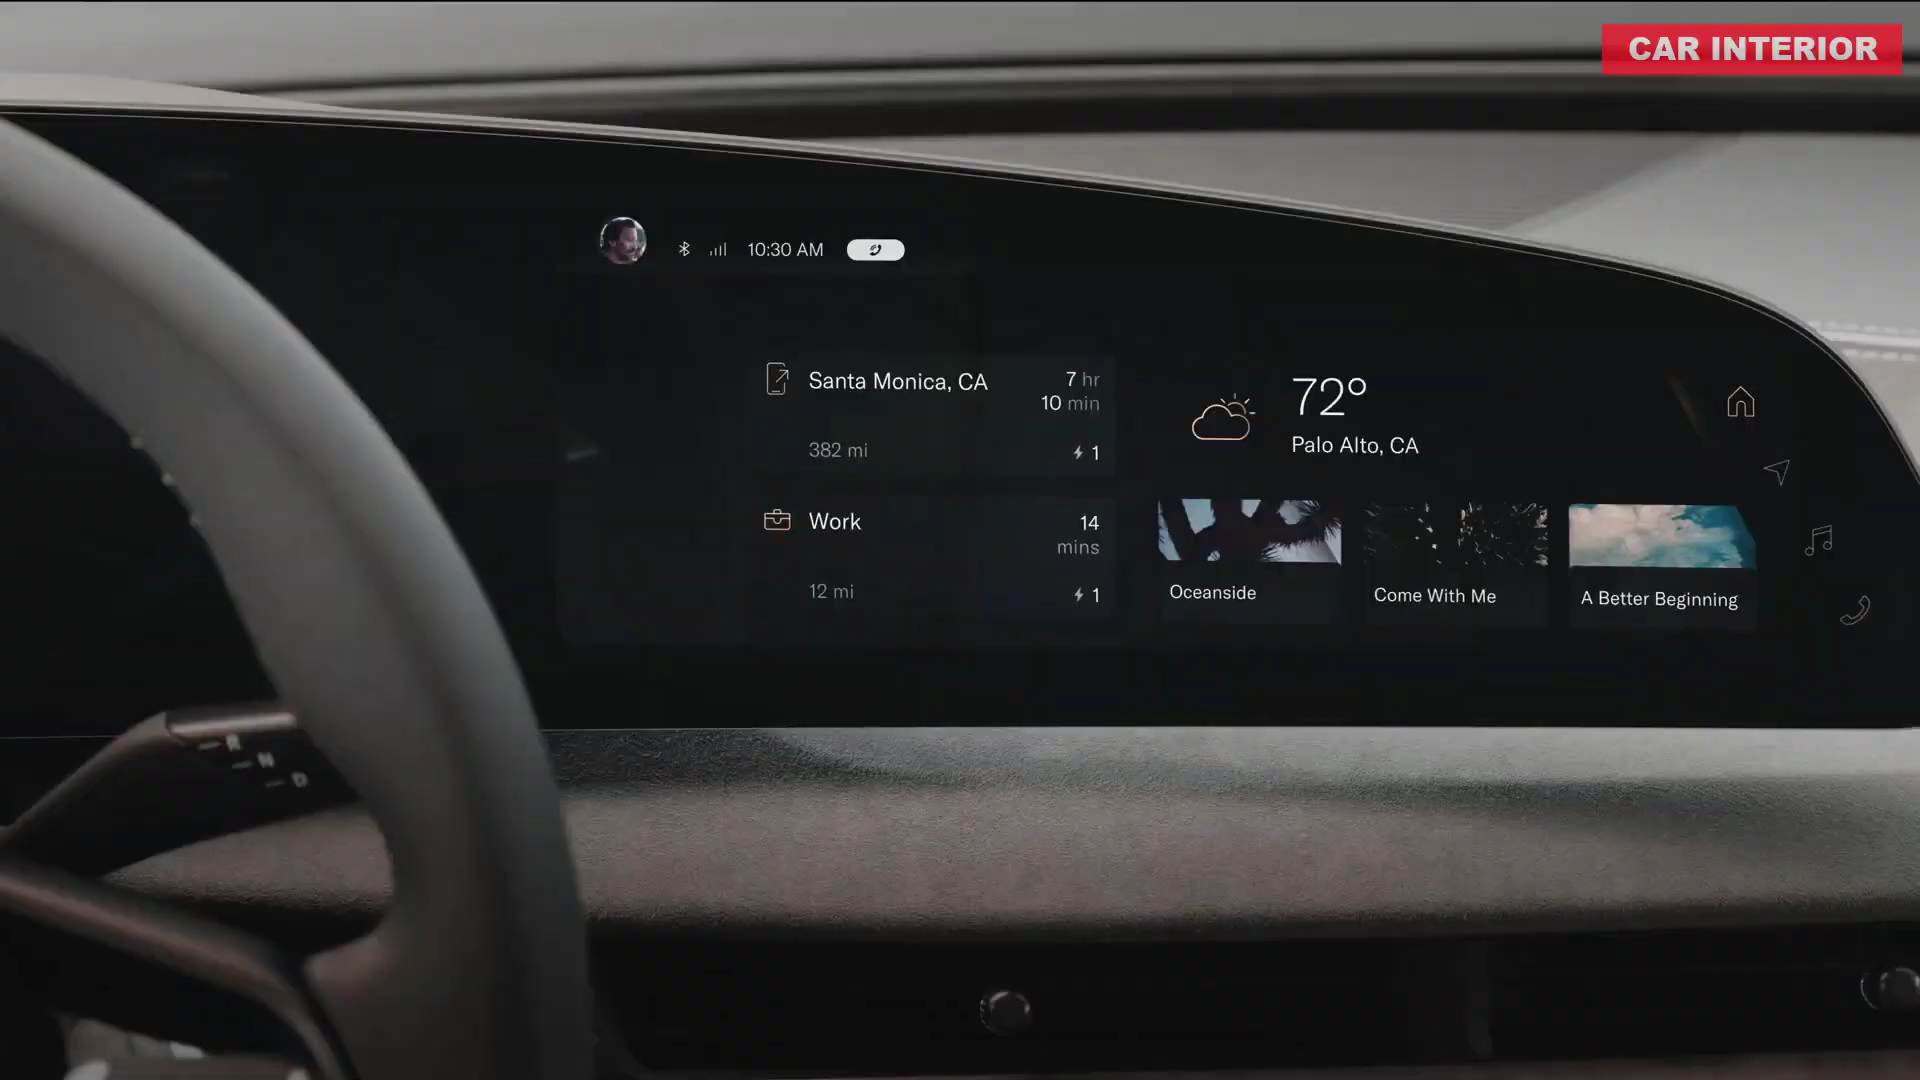 CAR INTERIOR
10:30 AM
Santa Monica, CA
7 hr
10 min
382 mi
1
72°
Palo Alto, CA
Work
14
mins
12 mi
1
Oceanside
Come With Me
A Better Beginning
R
N
D